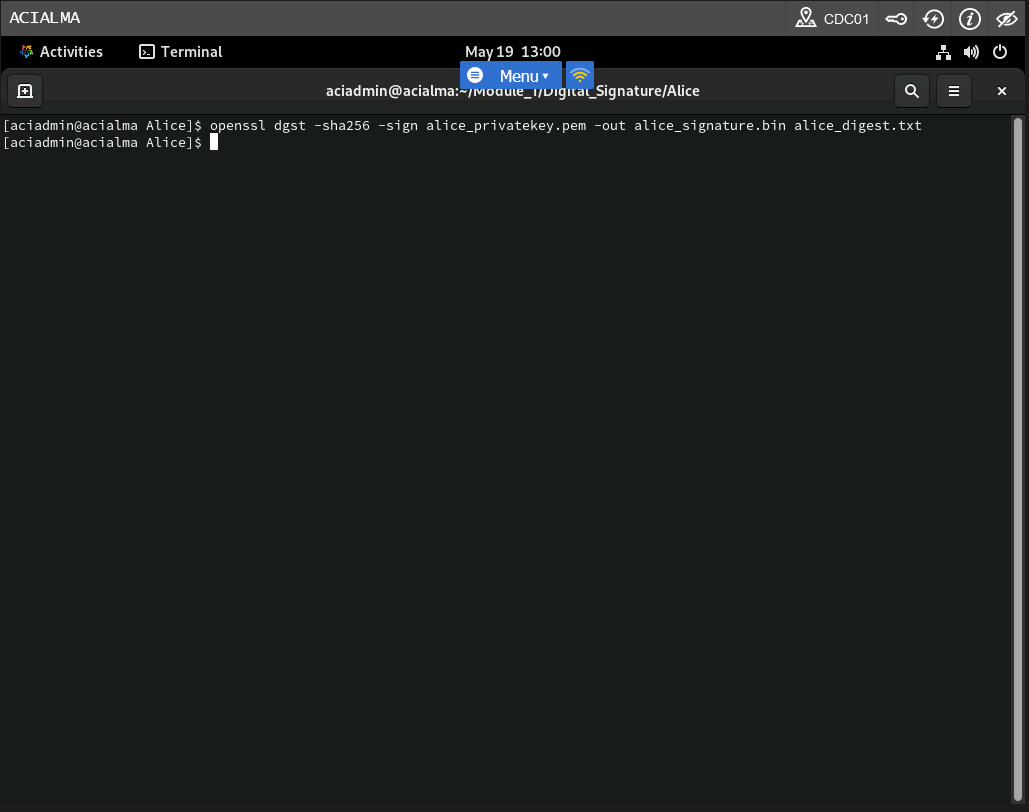 ACIALMA
CDC01
Activities
Terminal
May 19 13:00
Menu
aciadmin@acialma:~/Module_1/Digital_Signature/Alice
[aciadmin@acialma Alice]$ openssl dgst -sha256 -sign alice_privatekey.pem -out alice_signature.bin alice_digest.txt
[aciadmin@acialma Alice]$